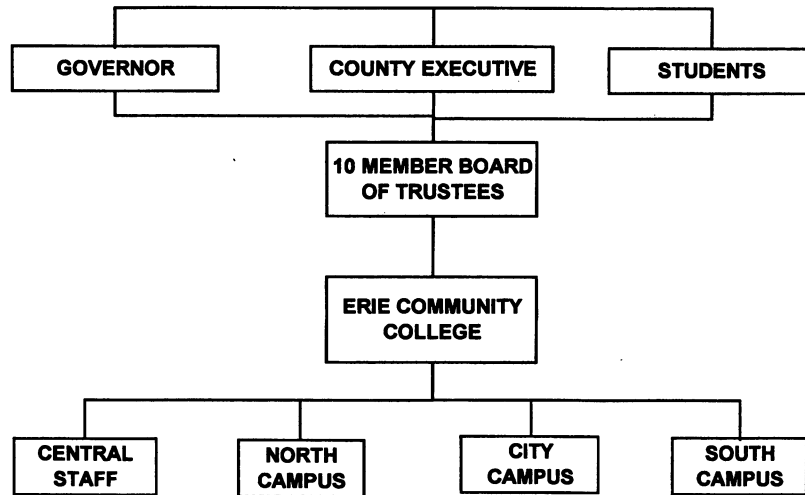 GOVERNOR
COUNTY EXECUTIVE
STUDENTS
10 MEMBER BOARD
OF TRUSTEES
ERIE COMMUNITY
COLLEGE
CENTRAL
STAFF
NORTH
CAMPUS
CITY
CAMPUS
SOUTH
CAMPUS